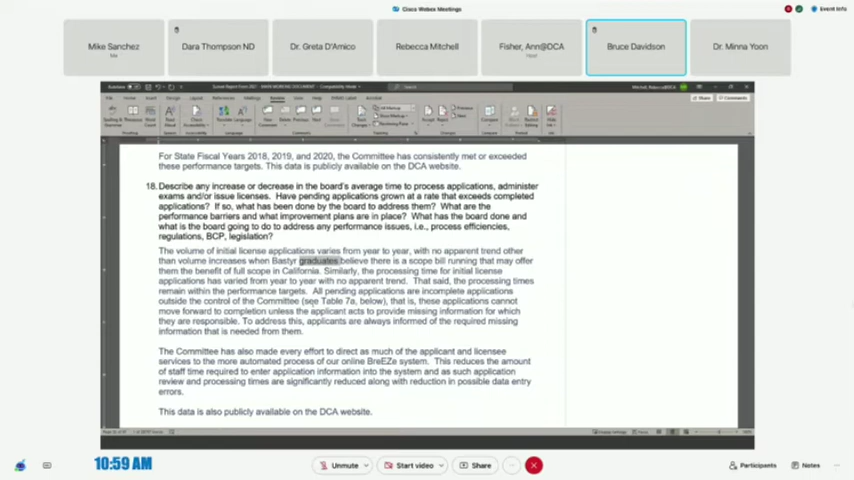 Cisco Webex Meetings
Event Info
Mike Sanchez
Me
Dara Thompson ND
Dr. Greta D'Amico
Rebecca Mitchell
Fisher, Ann@DCA
Host
Bruce Davidson
Dr. Minna Yoon
Search
Share
Comments
For State Fiscal Years 2018, 2019, and 2020, the Committee has consistently met or exceeded
these performance targets. This data is publicly available on the DCA website.
18. Describe any increase or decrease in the board's average time to process applications, administer
exams and/or issue licenses. Have pending applications grown at a rate that exceeds completed
applications? If so, what has been done by the board to address them? What are the
performance barriers and what improvement plans are in place? What has the board done and
what is the board going to do to address any performance issues, i.e., process efficiencies,
regulations, BCP, legislation?
The volume of initial license applications varies from year to year, with no apparent trend other
than volume increases when Bastyr graduates believe there is a scope bill running that may offer
them the benefit of full scope in California. Similarly, the processing time for initial license
applications has varied from year to year with no apparent trend. That said, the processing times
remain within the performance targets. All pending applications are incomplete applications
outside the control of the Committee (see Table 7a, below), that is, these applications cannot
move forward to completion unless the applicant acts to provide missing information for which
they are responsible. To address this, applicants are always informed of the required missing
information that is needed from them.
The Committee has also made every effort to direct as much of the applicant and licensee
services to the more automated process of our online BreEZe system. This reduces the amount
of staff time required to enter application information into the system and as such application
review and processing times are significantly reduced along with reduction in possible data entry
errors.
This data is also publicly available on the DCA website.
10:59 AM
Unmute
Start video
Share
Participants
Notes